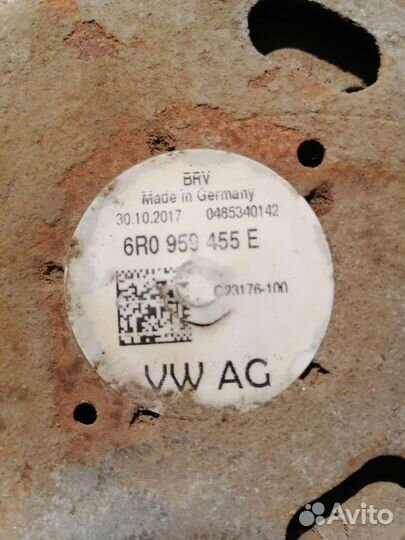 BRV
Made in Germany
30.10.2017 0485340142
6R0 959 455 E
C23176-100
VW AG
Avito